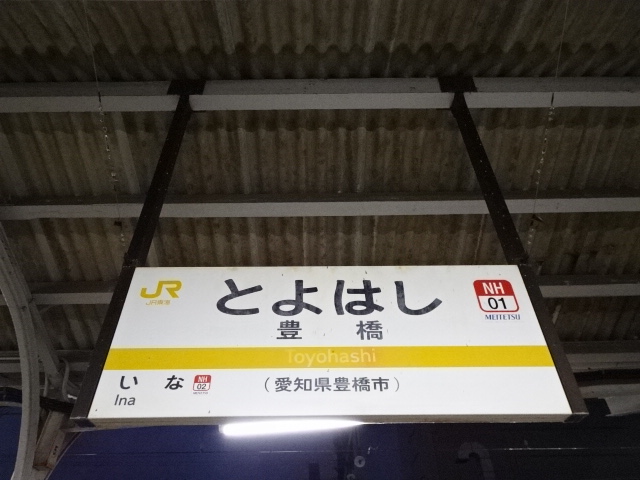 JR
JR東海
とよはし
豊橋
NH
01
MEITETSU
Toyohashi
いな
NH
02
Ina
(愛知県豊橋市)